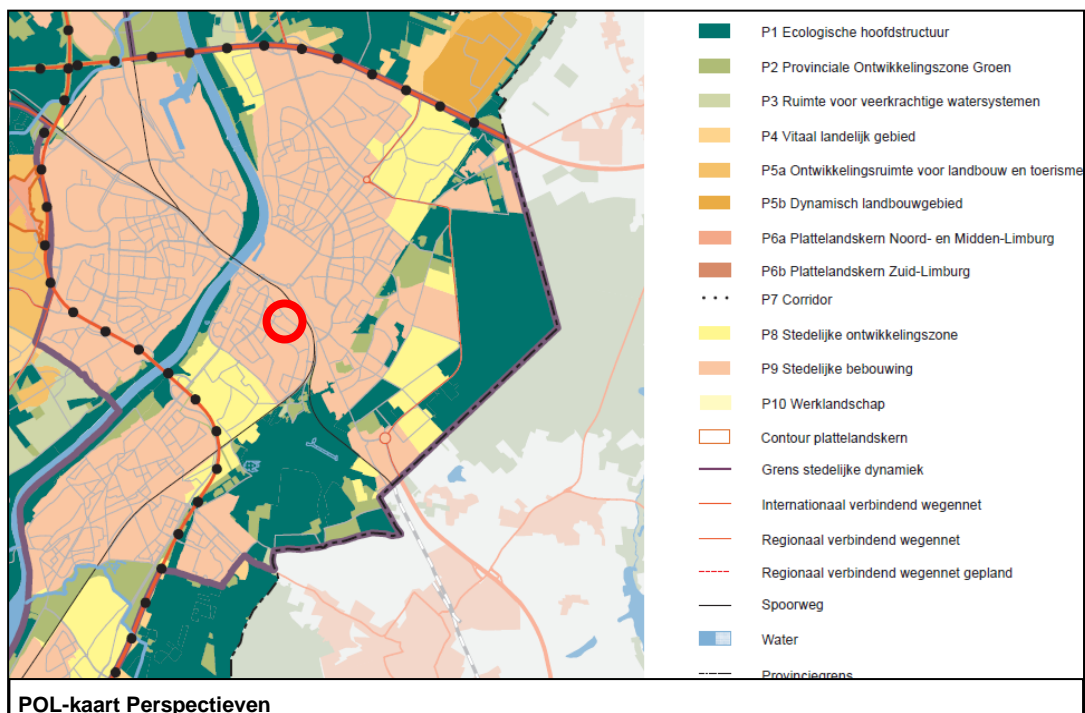 P1 Ecologische hoofdstructuur
P2 Provinciale Ontwikkelingszone Groen
P3 Ruimte voor veerkrachtige watersystemen
P4 Vitaal landelijk gebied
P5a Ontwikkelingsruimte voor landbouw en toerisme
P5b Dynamisch landbouwgebied
P6a Plattelandskern Noord- en Midden-Limburg
P6b Plattelandskern Zuid-Limburg
P7 Corridor
P8 Stedelijke ontwikkelingszone
P9 Stedelijke bebouwing
P10 Werklandschap
Contour plattelandskern
Grens stedelijke dynamiek
Internationaal verbindend wegennet
Regionaal verbindend wegennet
Regionaal verbindend wegennet gepland
Spoorweg
Water
Provinciegrens
POL-kaart Perspectieven